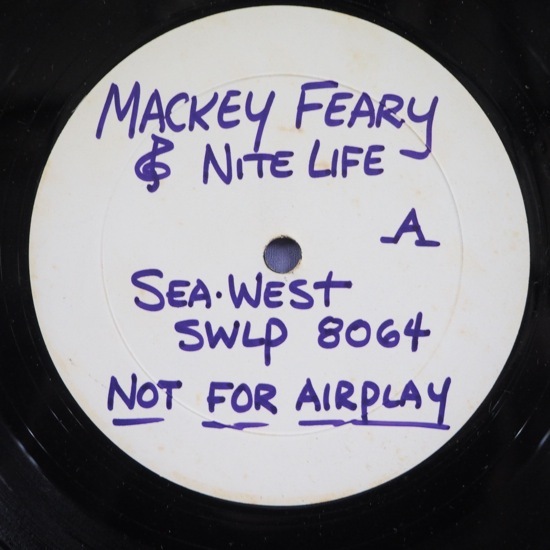 MACKEY FEARY
& NITE LIFE
A
SEA·WEST
SWLP 8064
NOT FOR AIRPLAY